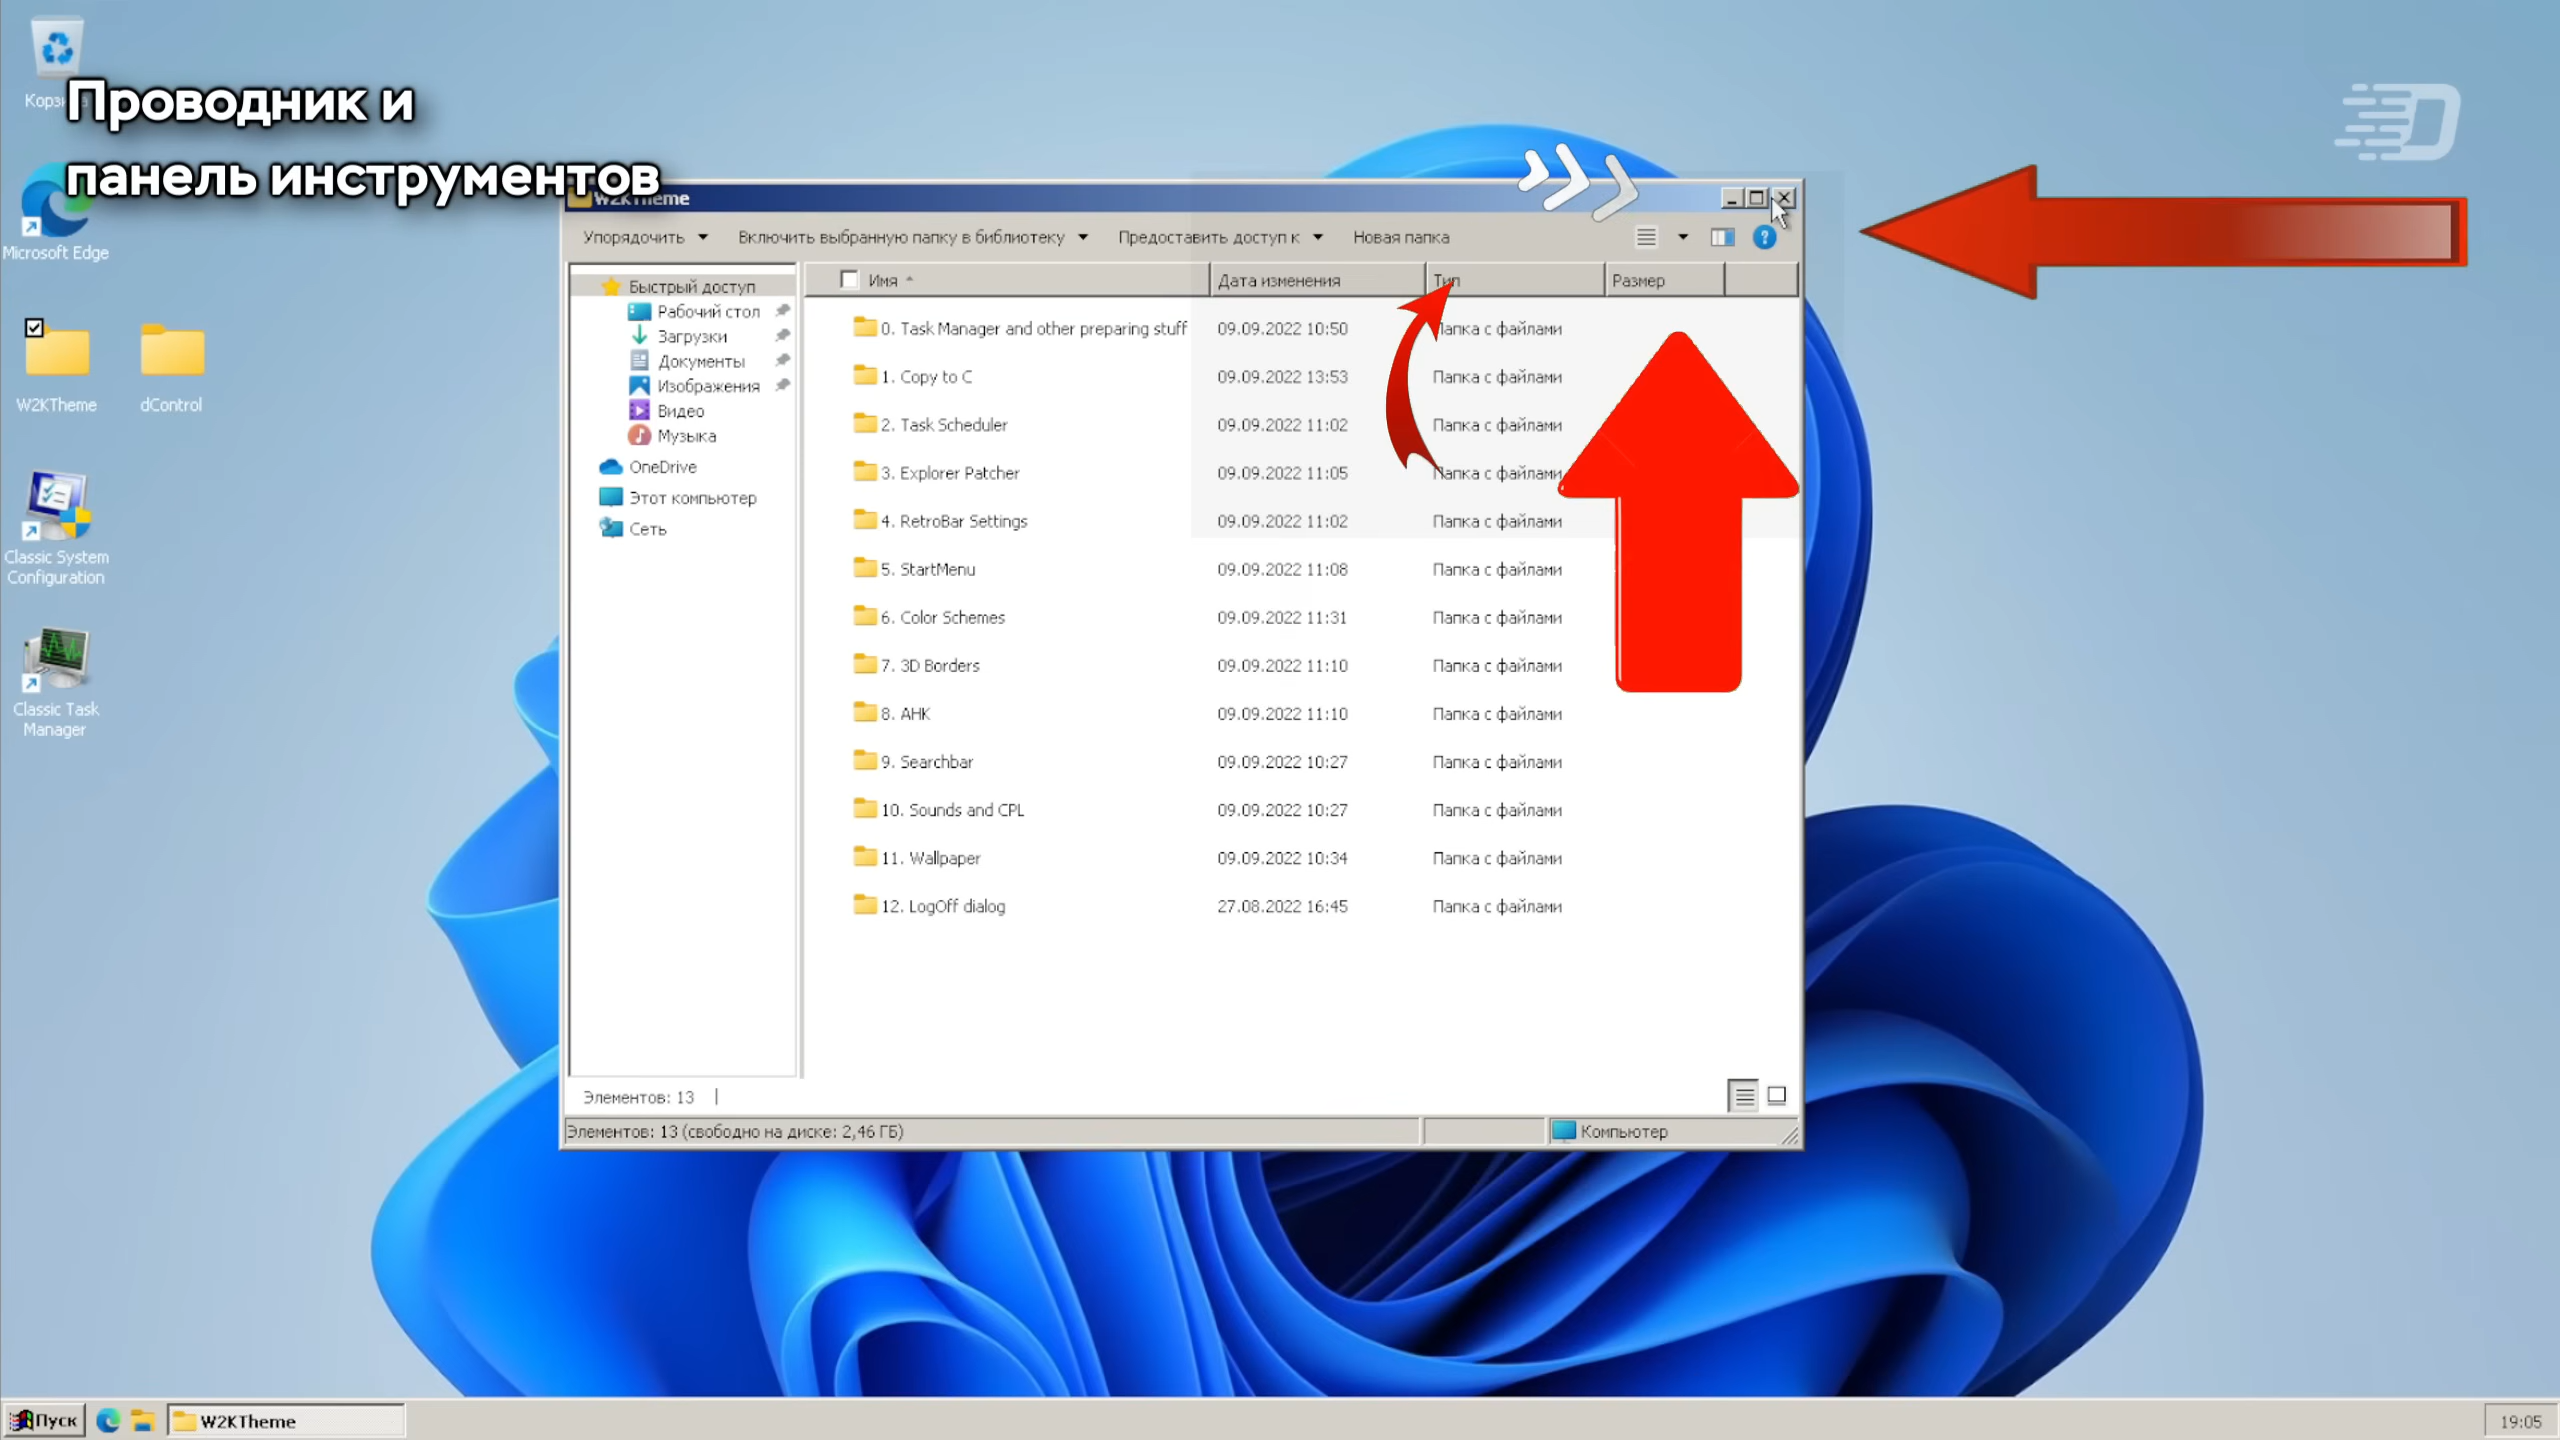 Корз
Проводник и
панель инструментов
Microsoft Edge
W2KTheme
dControl
Classic System
Configuration
Classic Task
Manager
W2KTheme
Упорядочить
Включить выбранную папку в библиотеку
Предоставить доступ к
Новая папка
Быстрый доступ
Рабочий стол
Загрузки
Документы
Изображения
Видео
Музыка
OneDrive
Этот компьютер
Сеть
Имя Дата изменения Тип Размер
0. Task Manager and other preparing stuff 09.09.2022 10:50 Папка с файлами
1. Copy to C 09.09.2022 13:53 Папка с файлами
2. Task Scheduler 09.09.2022 11:02 Папка с файлами
3. Explorer Patcher 09.09.2022 11:05 Папка с файлами
4. RetroBar Settings 09.09.2022 11:02 Папка с файлами
5. StartMenu 09.09.2022 11:08 Папка с файлами
6. Color Schemes 09.09.2022 11:31 Папка с файлами
7. 3D Borders 09.09.2022 11:10 Папка с файлами
8. AHK 09.09.2022 11:10 Папка с файлами
9. Searchbar 09.09.2022 10:27 Папка с файлами
10. Sounds and CPL 09.09.2022 10:27 Папка с файлами
11. Wallpaper 09.09.2022 10:34 Папка с файлами
12. LogOff dialog 27.08.2022 16:45 Папка с файлами
Элементов: 13
Элементов: 13 (свободно на диске: 2,46 ГБ)
Компьютер
Пуск
W2KTheme
19:05